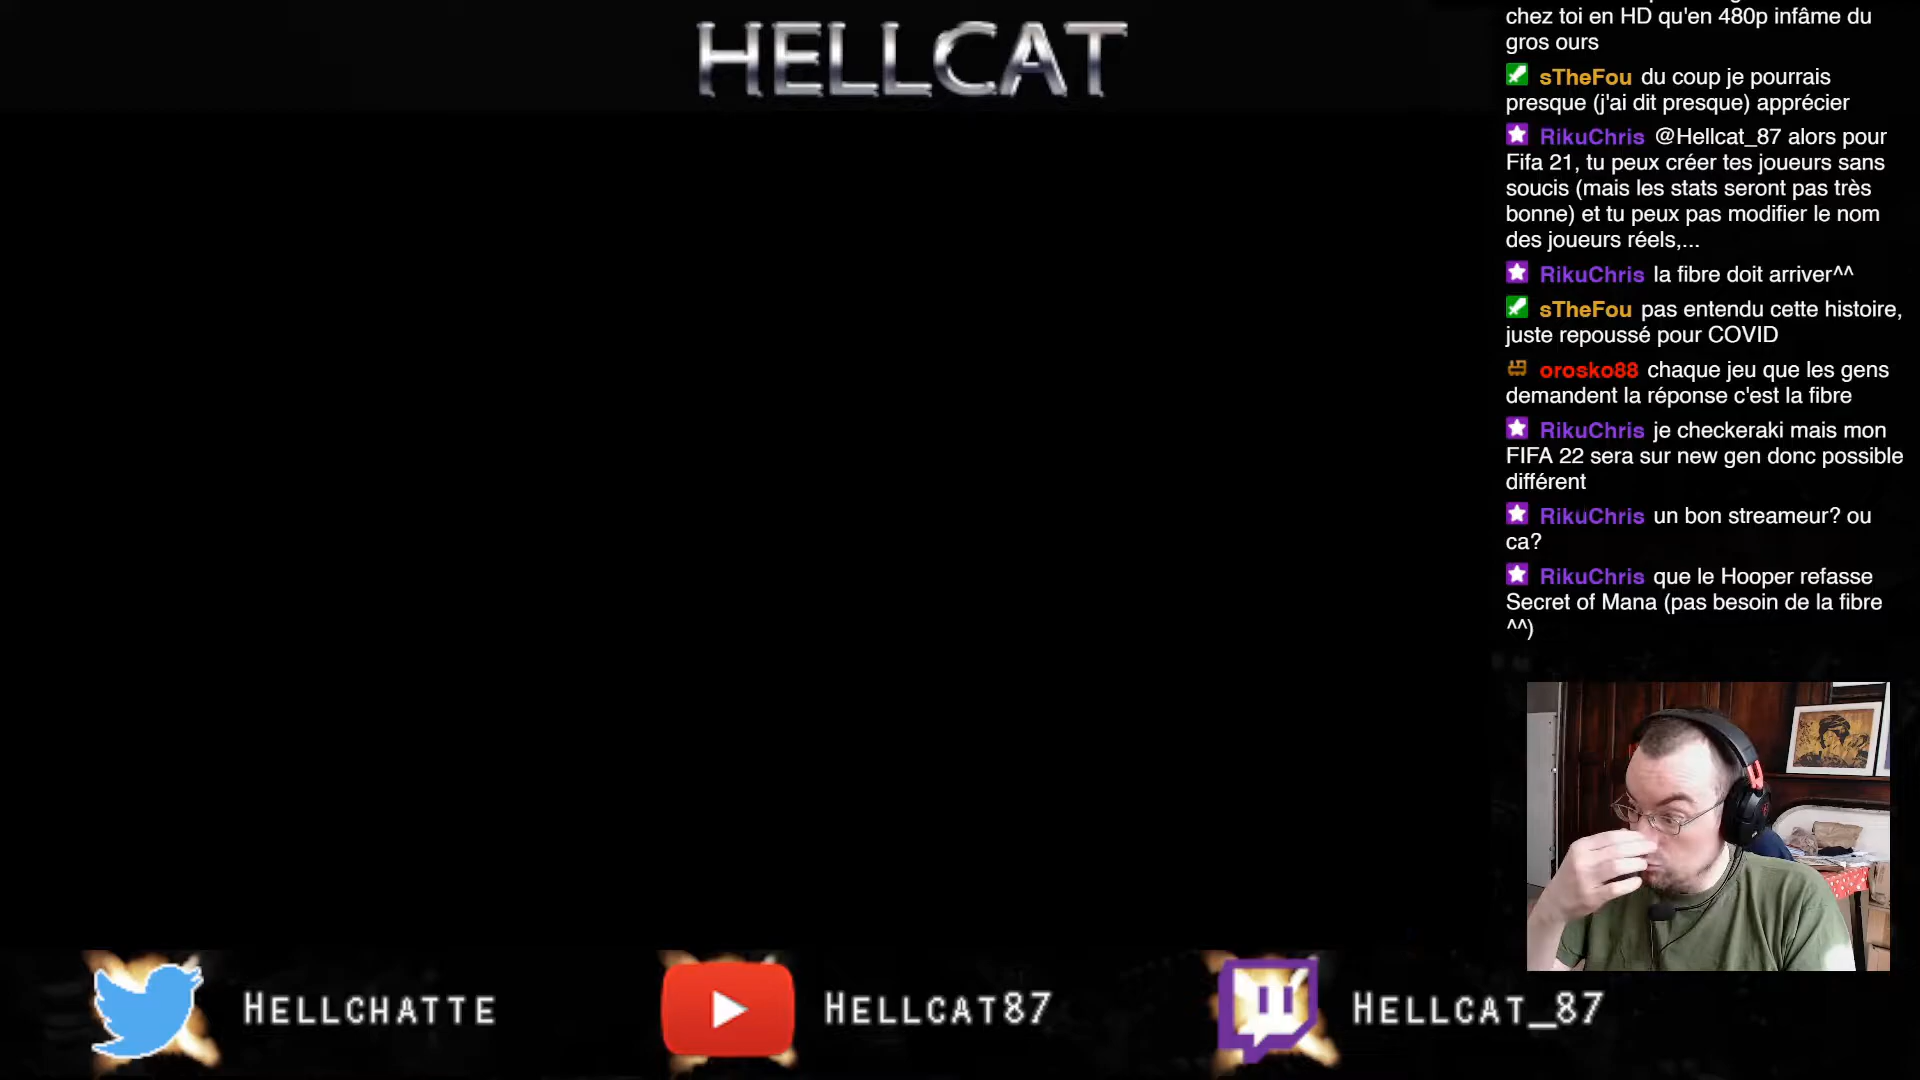 HELLCAT
chez toi en HD qu'en 480p infâme du
gros ours
sTheFou du coup je pourrais
presque (j'ai dit presque) apprécier
RikuChris @Hellcat_87 alors pour
Fifa 21, tu peux créer tes joueurs sans
soucis (mais les stats seront pas très
bonne) et tu peux pas modifier le nom
des joueurs réels,...
RikuChris la fibre doit arriver^^
sTheFou pas entendu cette histoire,
juste repoussé pour COVID
orosko88 chaque jeu que les gens
demandent la réponse c'est la fibre
RikuChris je checkeraki mais mon
FIFA 22 sera sur new gen donc possible
différent
RikuChris un bon streameur? ou
ca?
RikuChris que le Hooper refasse
Secret of Mana (pas besoin de la fibre
^^)
HELLCHATTE
HELLCAT87
HELLCAT_87